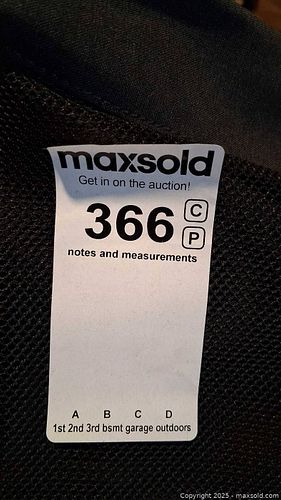 maxsold
Get in on the auction!
366 C
P
notes and measurements
A B C D
1st 2nd 3rd bsmt garage outdoors
Copyright 2025 - maxsold.com